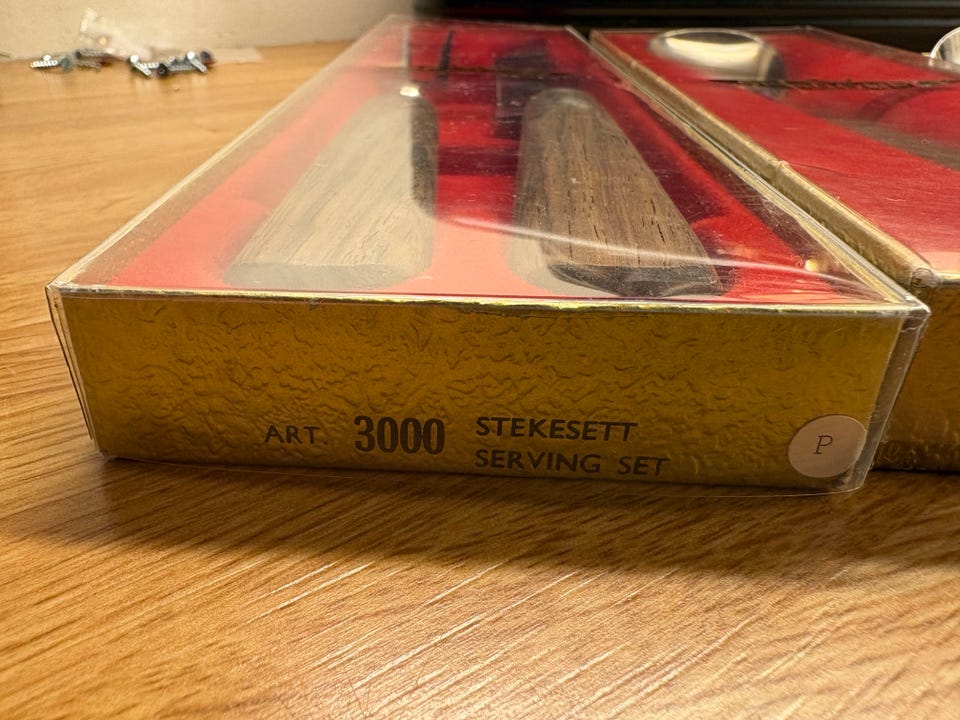 ART. 3000 STEKESETT
SERVING SET
P